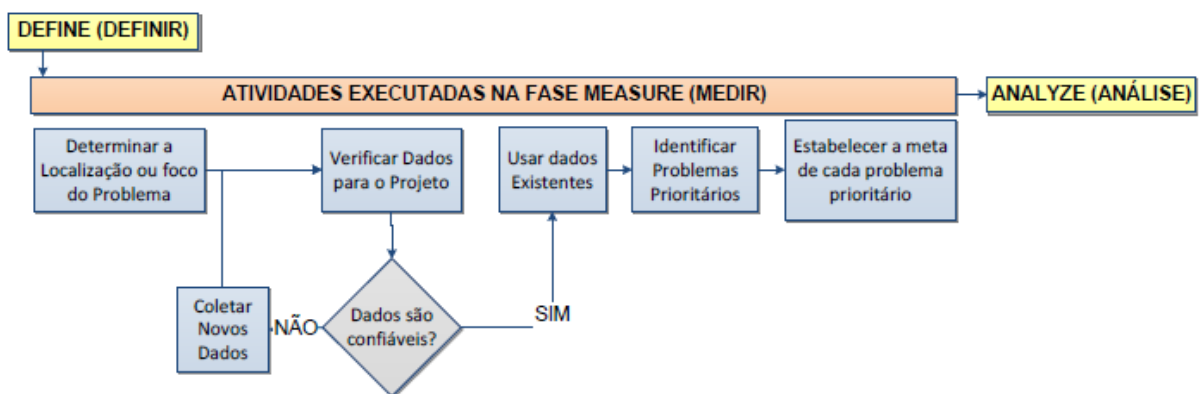 DEFINE (DEFINIR)
ATIVIDADES EXECUTADAS NA FASE MEASURE (MEDIR)
ANALYZE (ANÁLISE)
Determinar a
Localização ou foco
do Problema
Verificar Dados
para o Projeto
Usar dados
Existentes
Identificar
Problemas
Prioritários
Estabelecer a meta
de cada problema
prioritário
Coletar
Novos
Dados
NÃO
Dados são
confiáveis?
SIM